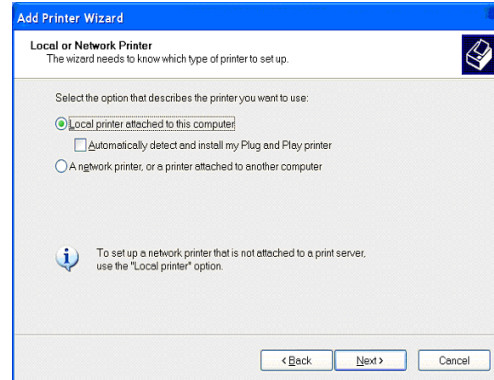 Add Printer Wizard
Local or Network Printer
The wizard needs to know which type of printer to set up.
Select the option that describes the printer you want to use:
Local printer attached to this computer
Automatically detect and install my Plug and Play printer
A network printer, or a printer attached to another computer
To set up a network printer that is not attached to a print server,
use the "Local printer" option.
< Back Next > Cancel